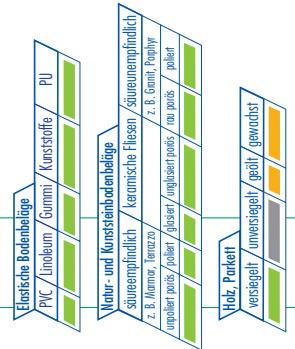 Elastische Bodenbeläge
PVC Linoleum Gummi Kunststoffe PU
Natur- und Kunststeinbodenbeläge
säureempfindlich keramische Fliesen säureunempfindlich
z. B. Marmor, Terrazzo z. B. Granit, Porphyr
unpoliert porös poliert glasiert unglasiert porös rau porös poliert
Holz, Parkett
versiegelt unversiegelt geölt gewachst